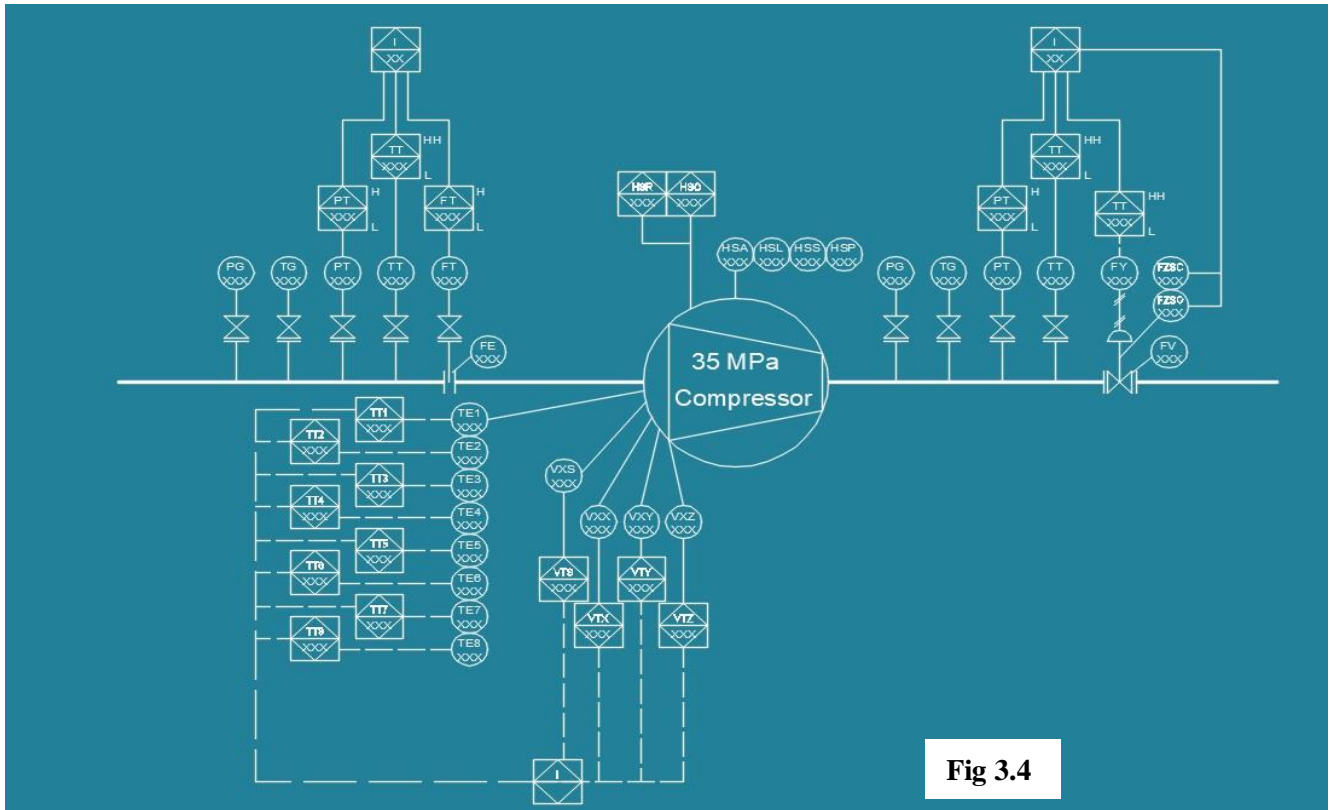 I
XX
I
XX
TT
XXX
HH
L
TT
XXX
HH
L
PT
XXX
H
L
FT
XXX
H
L
HSR
XXX
HSO
XXX
PT
XXX
H
L
TT
XXX
HH
L
PG
XXX
TG
XXX
PT
XXX
TT
XXX
FT
XXX
HSA
XXX
HSL
XXX
HSS
XXX
HSP
XXX
PG
XXX
TG
XXX
PT
XXX
TT
XXX
FY
XXX
FZSC
XXX
FZSO
XXX
FE
XXX
FV
XXX
35 MPa
Compressor
TT1
XXX
TE1
XXX
TT2
XXX
TE2
XXX
TT3
XXX
TE3
XXX
TT4
XXX
TE4
XXX
TT5
XXX
TE5
XXX
TT6
XXX
TE6
XXX
TT7
XXX
TE7
XXX
XXX
TE8
XXX
VXS
XXX
VXX
XXX
VXY
XXX
VXZ
XXX
VTS
XXX
VTY
XXX
VTX
XXX
VTZ
XXX
I
Fig 3.4